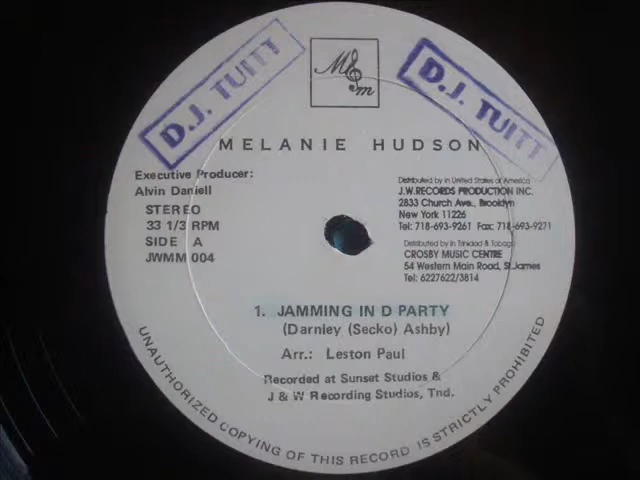 D.J. TUITT
D.J. TUITT
MELANIE HUDSON
Executive Producer:
Alvin Daniell
STEREO
33 1/3 RPM
SIDE A
JWMM 004
Distributed by in United States of America
J.W.RECORDS PRODUCTION INC.
2833 Church Ave., Brooklyn
New York 11226
Tel: 718-693-9261 Fax: 718-693-9271
Distributed by in Trinidad & Tobago
CROSBY MUSIC CENTRE
54 Western Main Road, St.James
Tel: 6227622/3814
1. JAMMING IN D PARTY
(Darnley (Secko) Ashby)
Arr.: Leston Paul
Recorded at Sunset Studios &
J & W Recording Studios, Tnd.
UNAUTHORIZED COPYING OF THIS RECORD IS STRICTLY PROHIBITED